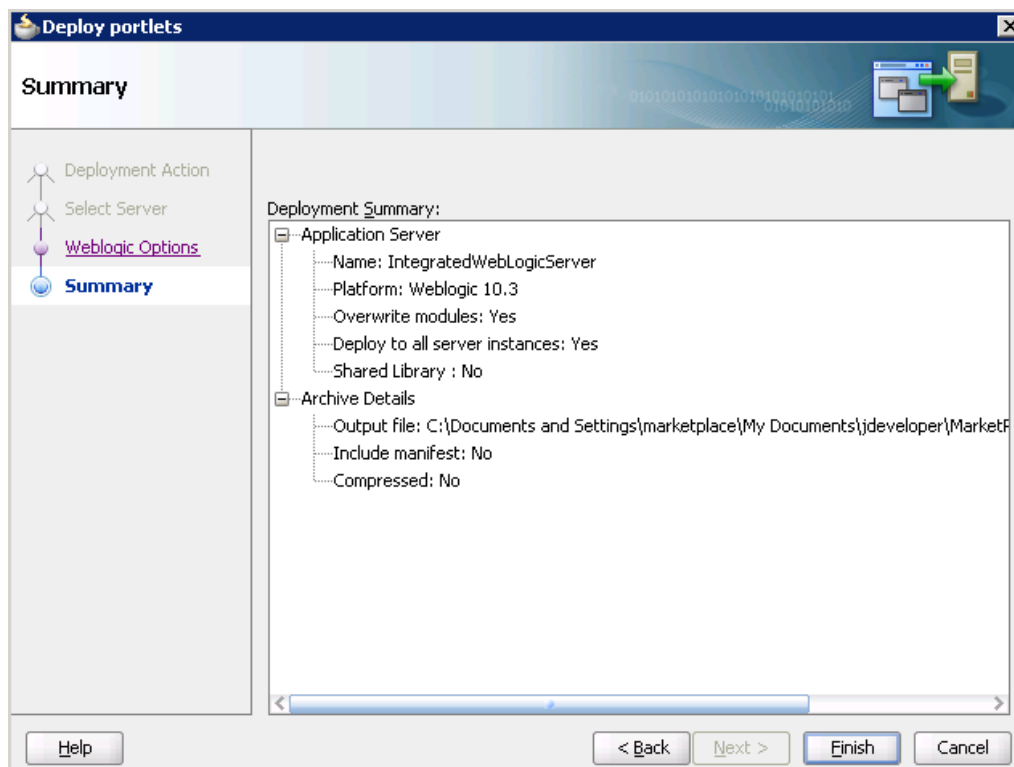 Deploy portlets
Summary
010101010101010101010101010101
01010101010
Deployment Action
Select Server
Weblogic Options
Summary
Deployment Summary:
Application Server
Name: IntegratedWebLogicServer
Platform: Weblogic 10.3
Overwrite modules: Yes
Deploy to all server instances: Yes
Shared Library : No
Archive Details
Output file: C:\Documents and Settings\marketplace\My Documents\jdeveloper\MarketP
Include manifest: No
Compressed: No
Help
< Back
Next >
Finish
Cancel